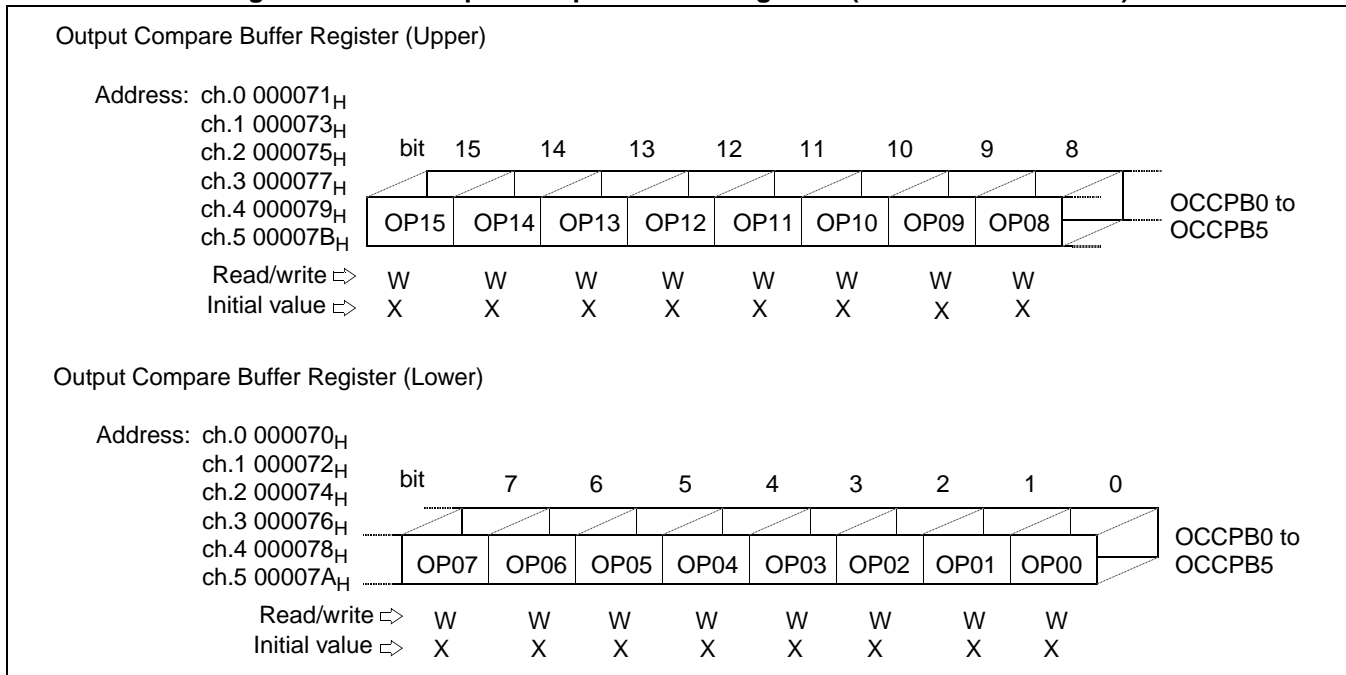 Output Compare Buffer Register (Upper)
Address: ch.0 000071H
ch.1 000073H
ch.2 000075H
ch.3 000077H
ch.4 000079H
ch.5 00007BH
bit 15 14 13 12 11 10 9 8
OP15 OP14 OP13 OP12 OP11 OP10 OP09 OP08
OCCPB0 to
OCCPB5
Read/write ⇨ W W W W W W W W
Initial value ⇨ X X X X X X X X
Output Compare Buffer Register (Lower)
Address: ch.0 000070H
ch.1 000072H
ch.2 000074H
ch.3 000076H
ch.4 000078H
ch.5 00007AH
bit 7 6 5 4 3 2 1 0
OP07 OP06 OP05 OP04 OP03 OP02 OP01 OP00
OCCPB0 to
OCCPB5
Read/write ⇨ W W W W W W W W
Initial value ⇨ X X X X X X X X